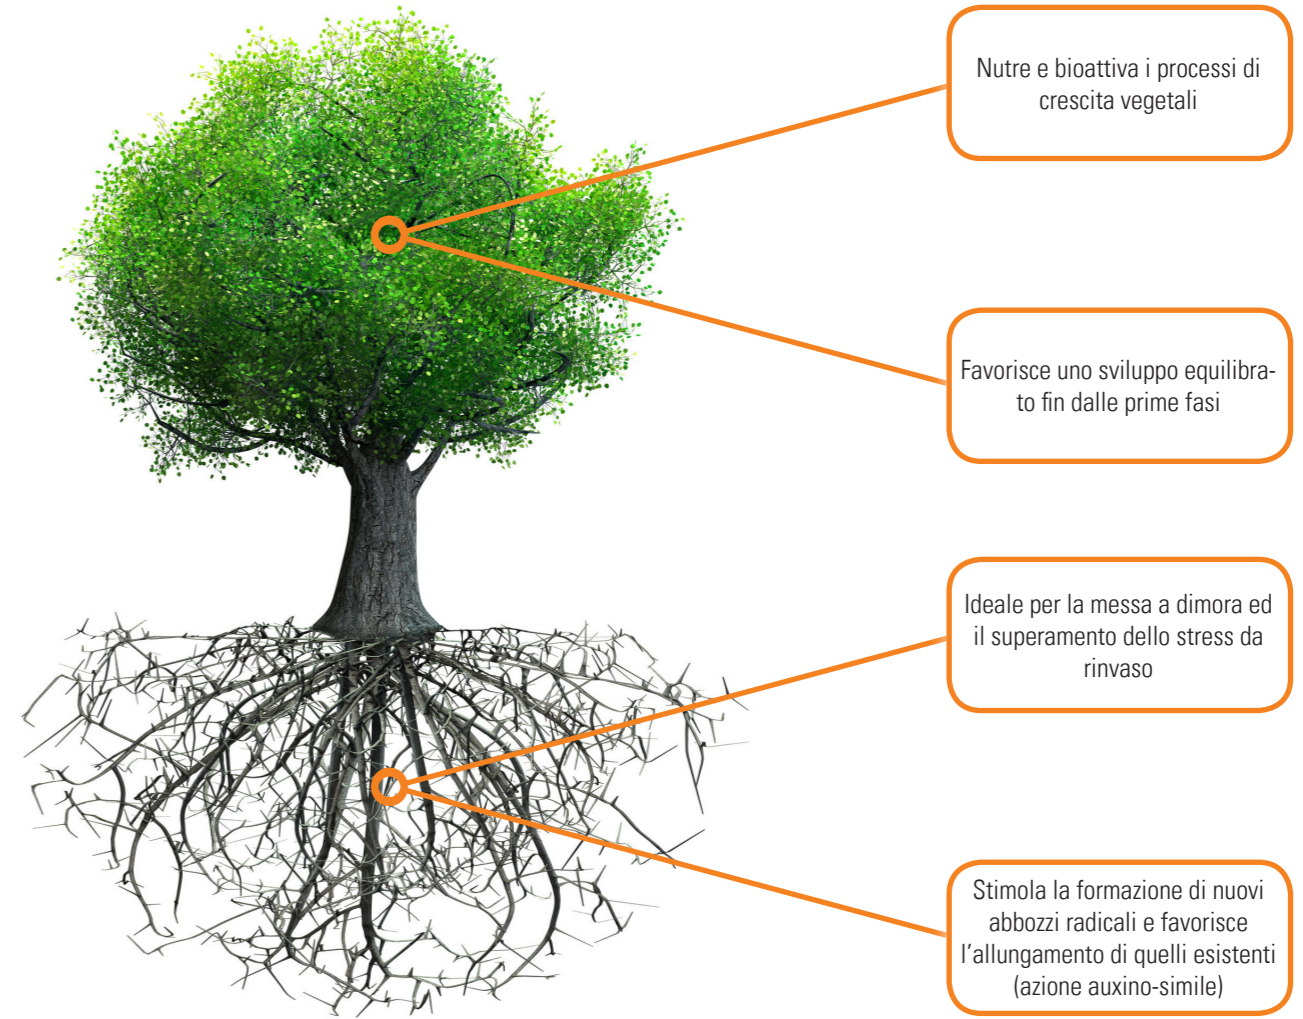 Nutre e bioattiva i processi di
crescita vegetali
Favorisce uno sviluppo equilibra-
to fin dalle prime fasi
Ideale per la messa a dimora ed
il superamento dello stress da
rinvaso
Stimola la formazione di nuovi
abbozzi radicali e favorisce
l'allungamento di quelli esistenti
(azione auxino-simile)